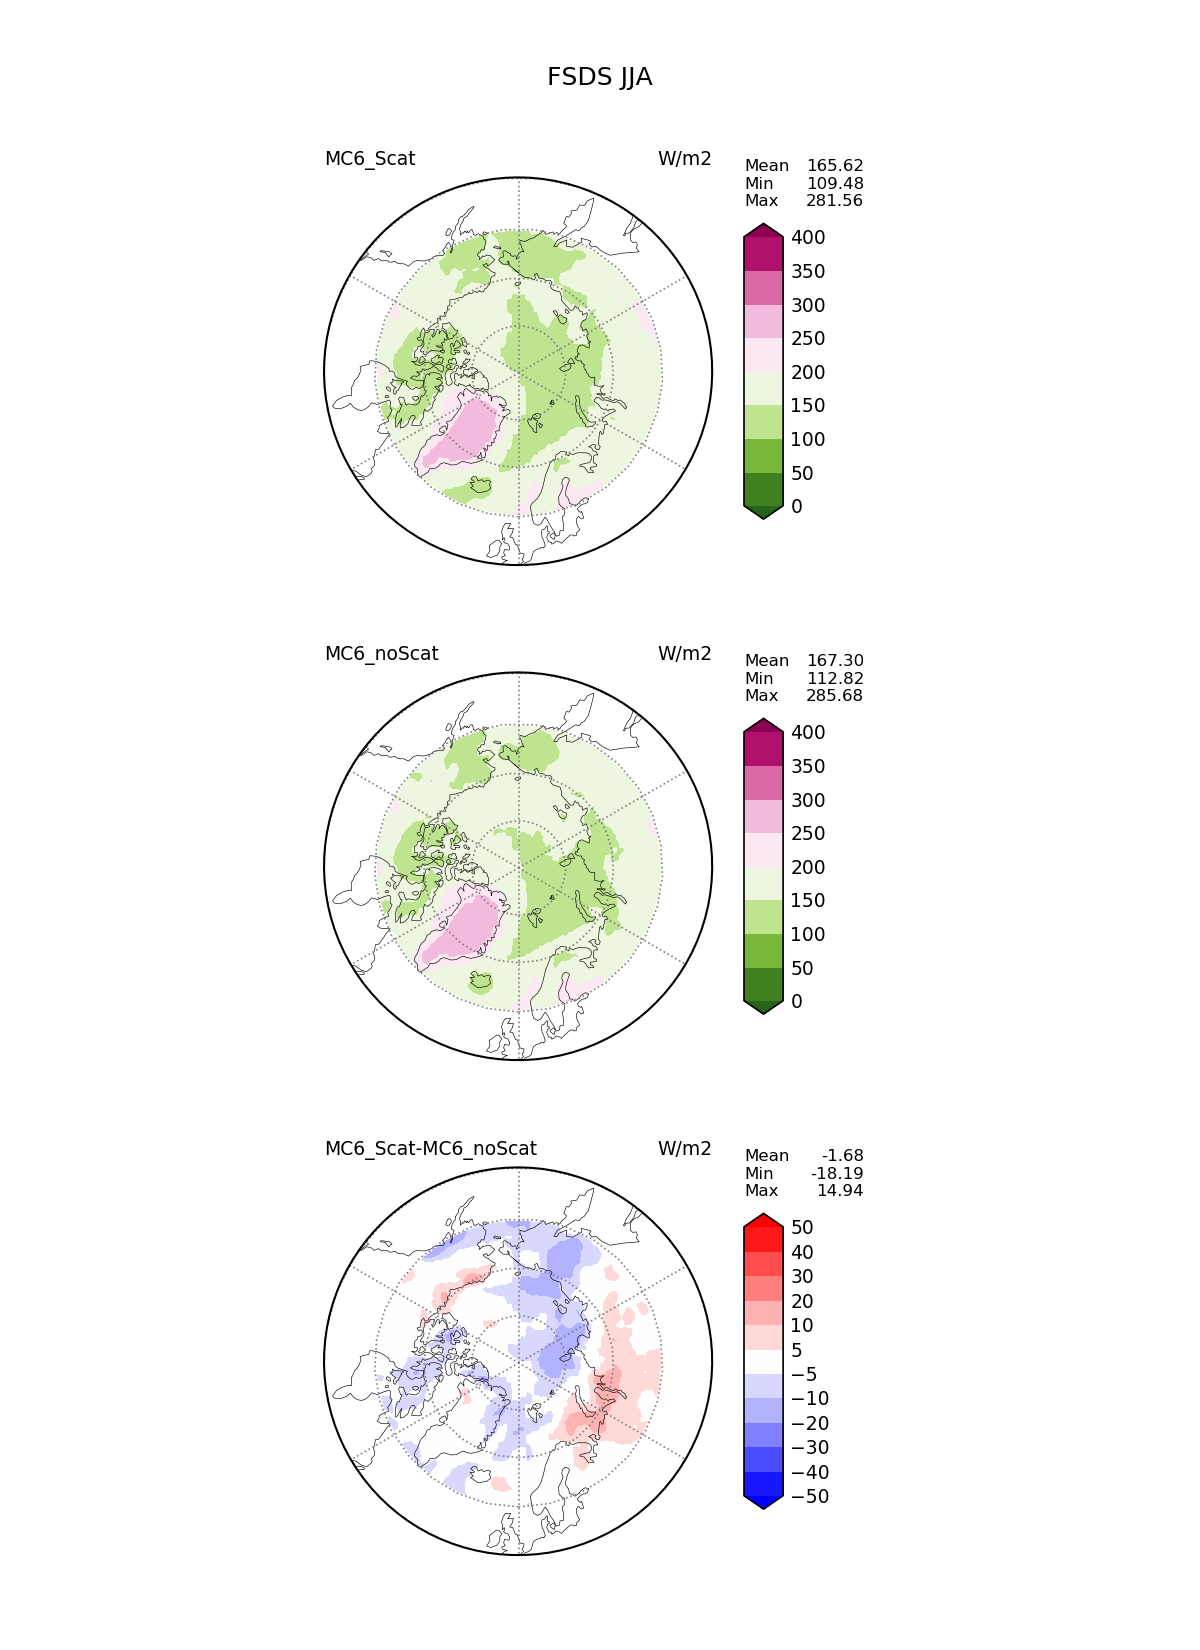 FSDS JJA
MC6_Scat W/m2
Mean 165.62
Min 109.48
Max 281.56
400
350
300
250
200
150
100
50
0
MC6_noScat W/m2
Mean 167.30
Min 112.82
Max 285.68
400
350
300
250
200
150
100
50
0
MC6_Scat-MC6_noScat W/m2
Mean -1.68
Min -18.19
Max 14.94
50
40
30
20
10
5
−5
−10
−20
−30
−40
−50